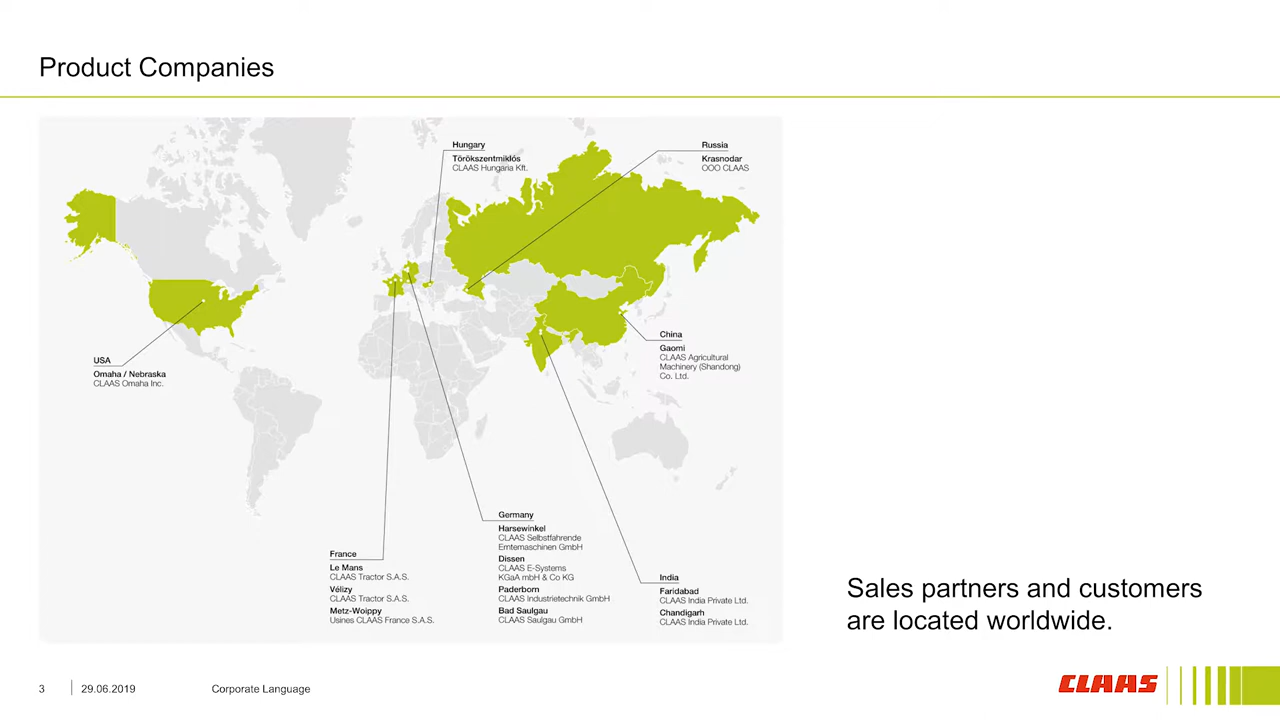 Product Companies
Hungary
Törökszentmiklós
CLAAS Hungaria Kft.
Russia
Krasnodar
OOO CLAAS
USA
Omaha / Nebraska
CLAAS Omaha Inc.
China
Gaomi
CLAAS Agricultural
Machinery (Shandong)
Co. Ltd.
France
Le Mans
CLAAS Tractor S.A.S.
Vélizy
CLAAS Tractor S.A.S.
Metz-Woippy
Usines CLAAS France S.A.S.
Germany
Harsewinkel
CLAAS Selbstfahrende
Erntemaschinen GmbH
Dissen
CLAAS E-Systems
KGaA mbH & Co KG
Paderborn
CLAAS Industrietechnik GmbH
Bad Saulgau
CLAAS Saulgau GmbH
India
Faridabad
CLAAS India Private Ltd.
Chandigarh
CLAAS India Private Ltd.
Sales partners and customers
are located worldwide.
3 29.06.2019 Corporate Language
CLAAS